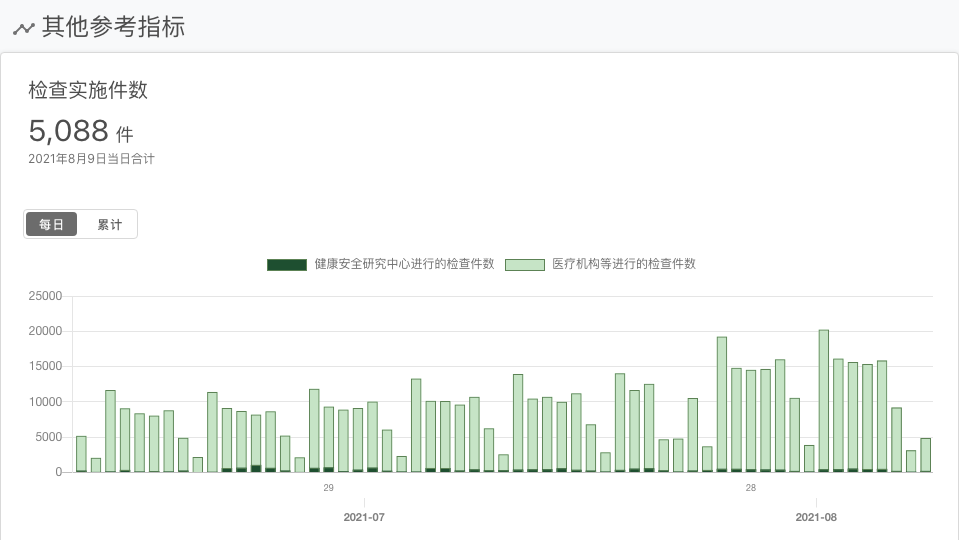 其他参考指标
检查实施件数
5,088 件
2021年8月9日当日合计
每日 累计
健康安全研究中心进行的检查件数 医疗机构等进行的检查件数
25000
20000
15000
10000
5000
0
29 28
2021-07 2021-08